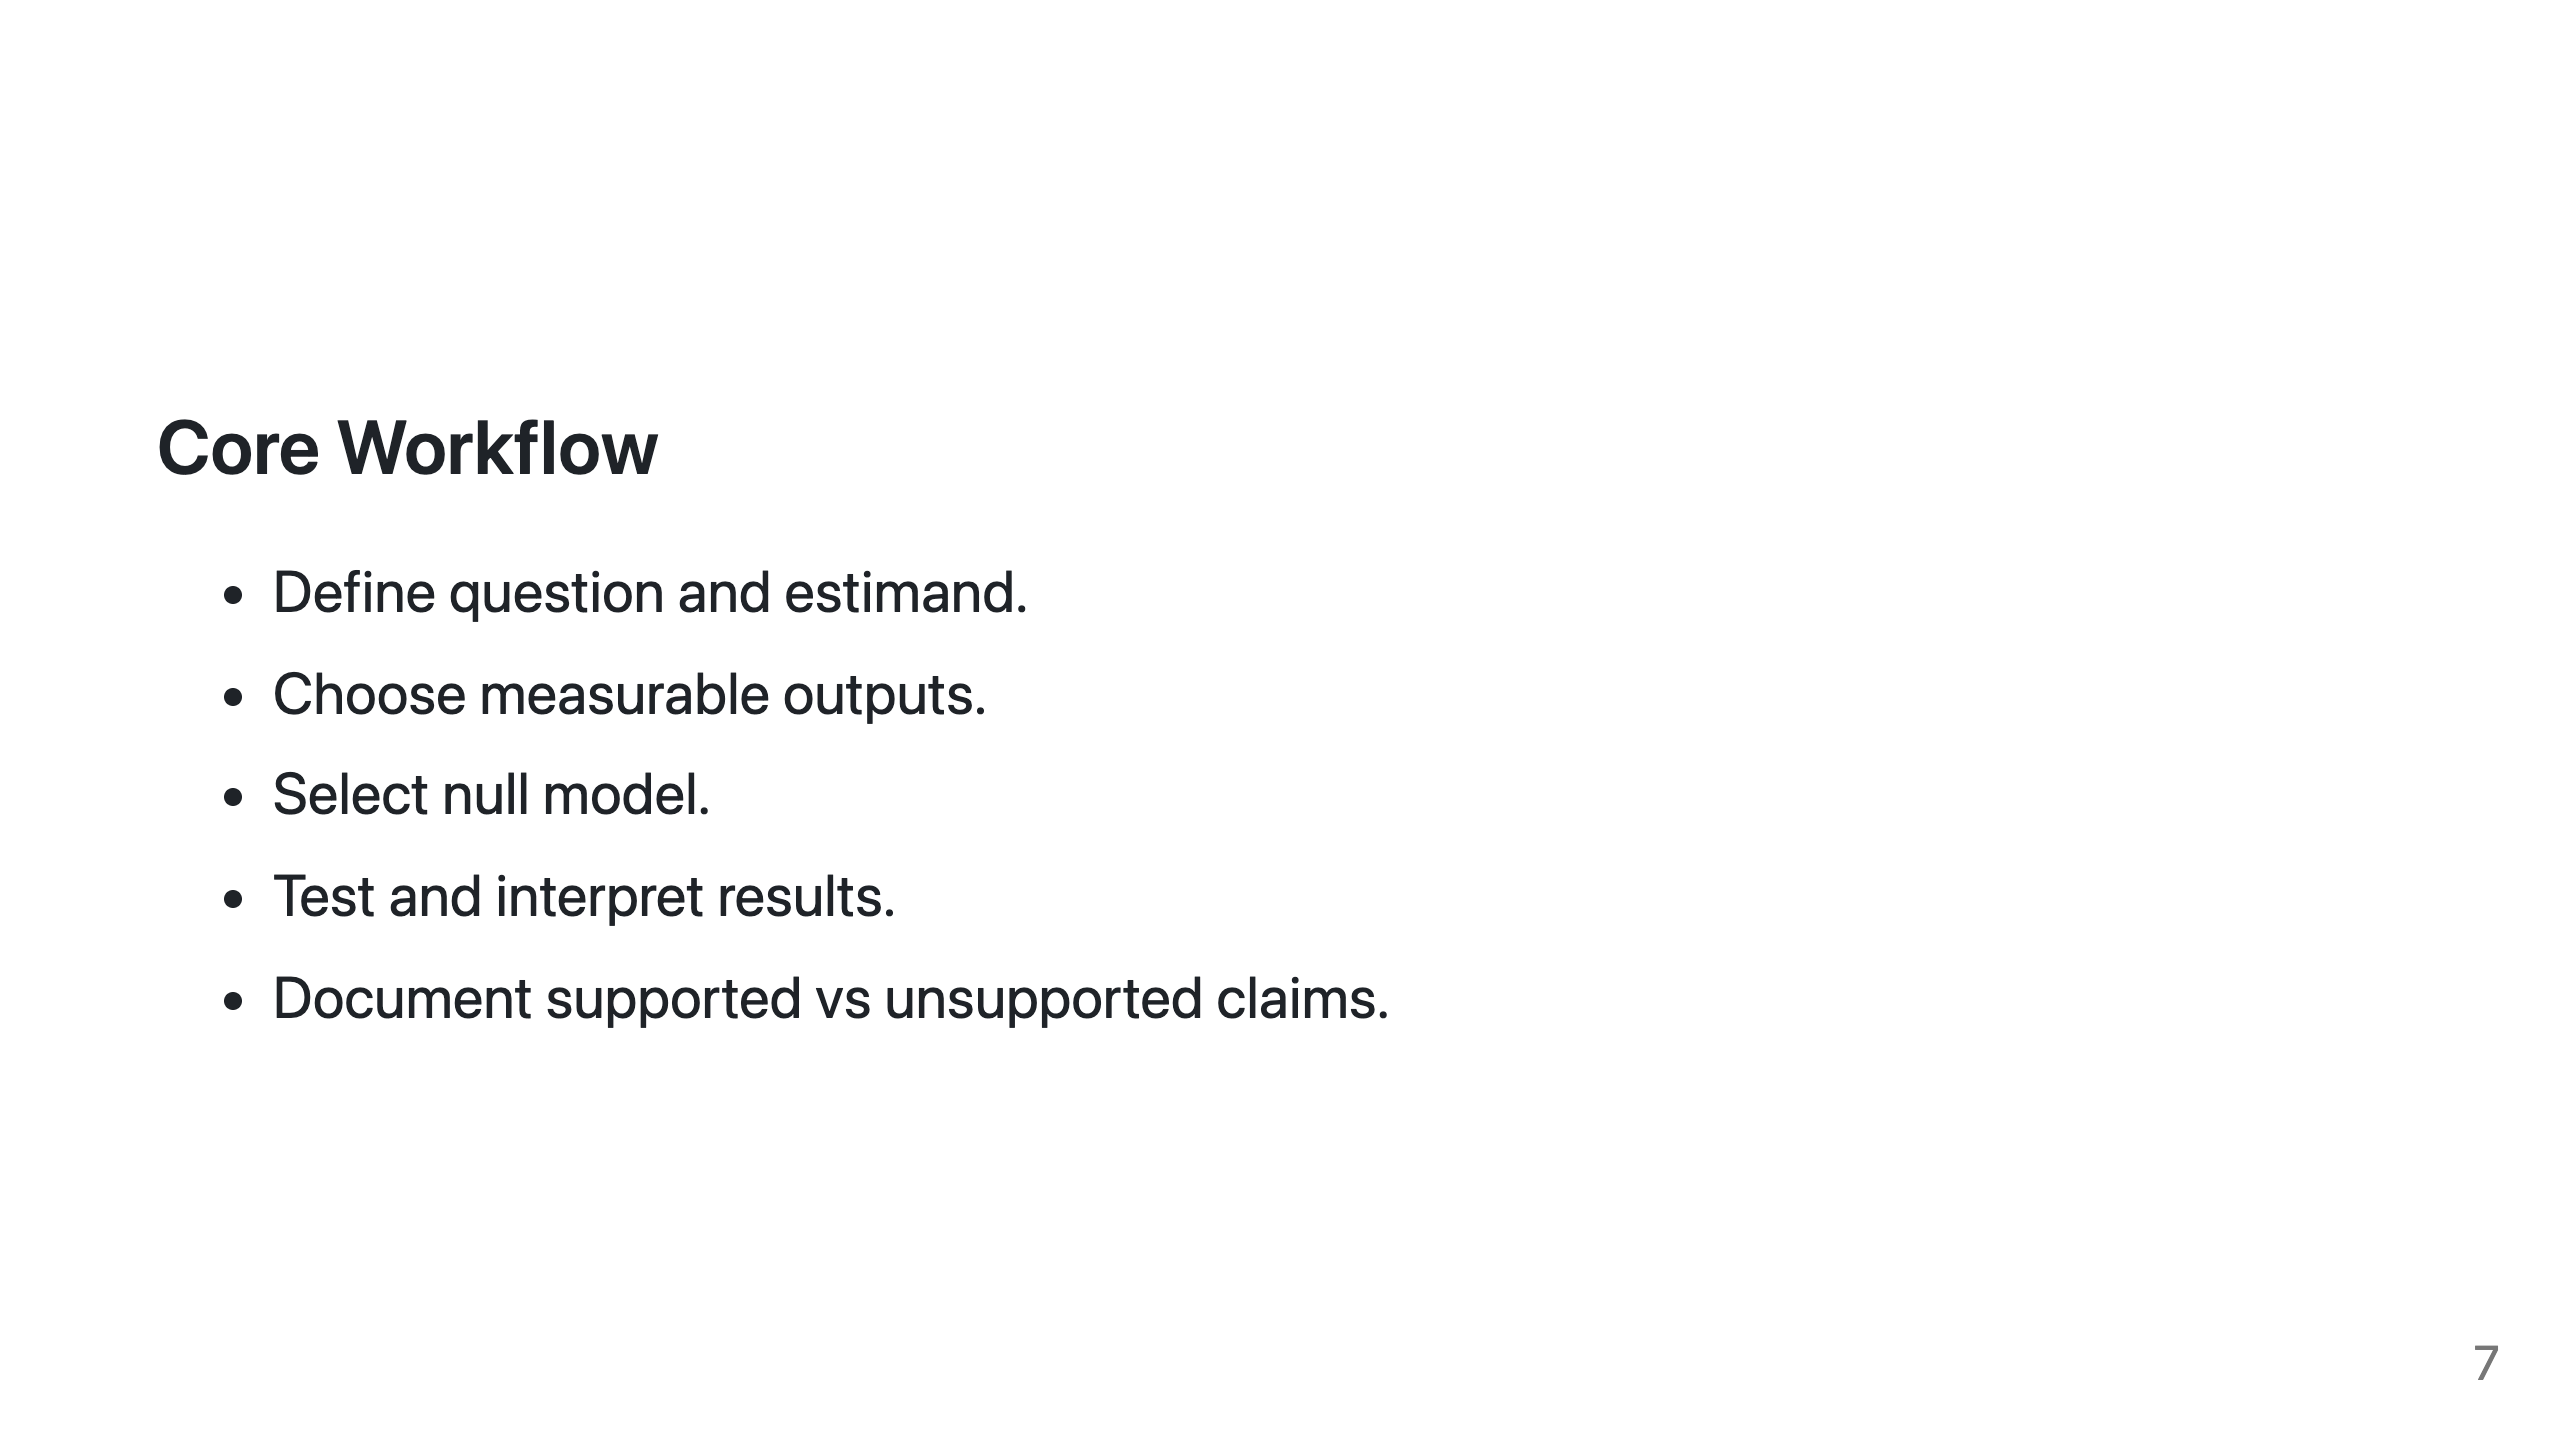 Core Workflow
• Define question and estimand.
• Choose measurable outputs.
• Select null model.
• Test and interpret results.
• Document supported vs unsupported claims.
7